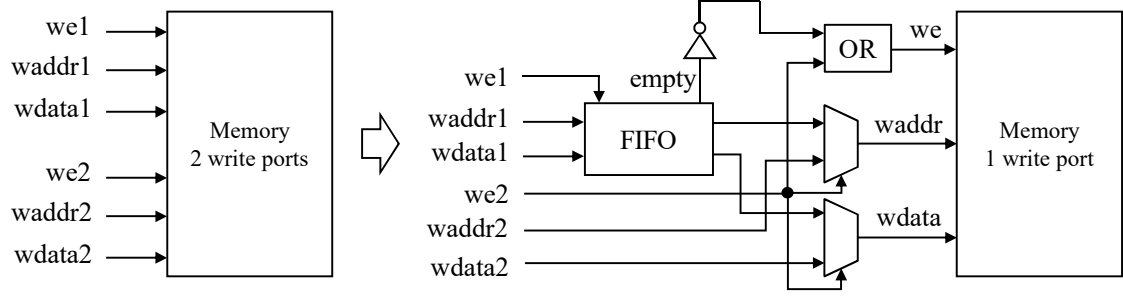 we1
waddr1
wdata1
we2
waddr2
wdata2
Memory
2 write ports
we1
waddr1
wdata1
we2
waddr2
wdata2
empty
FIFO
OR
we
waddr
wdata
Memory
1 write port